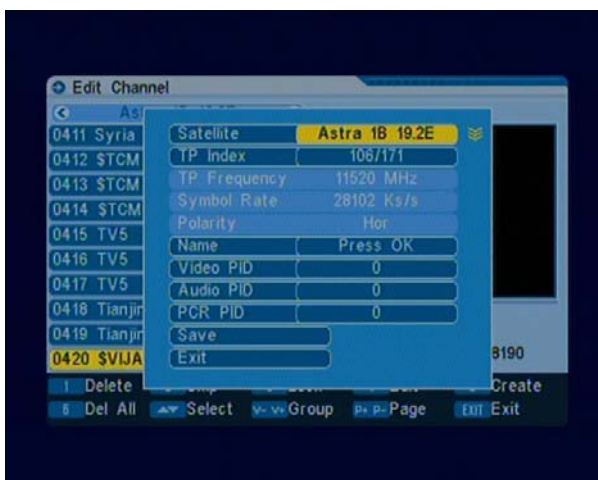 Edit Channel
0411 Syria
0412 $TCM
0413 $TCM
0414 $TCM
0415 TV5
0416 TV5
0417 TV5
0418 Tianjin
0419 Tianjin
0420 $VIJA
Satellite Astra 1B 19.2E
TP Index 106/171
TP Frequency 11520 MHz
Symbol Rate 28102 Ks/s
Polarity Hor
Name Press OK
Video PID 0
Audio PID 0
PCR PID 0
Save
Exit
8190
1 Delete Create
6 Del All Select V- V+ Group P+ P- Page EXIT Exit